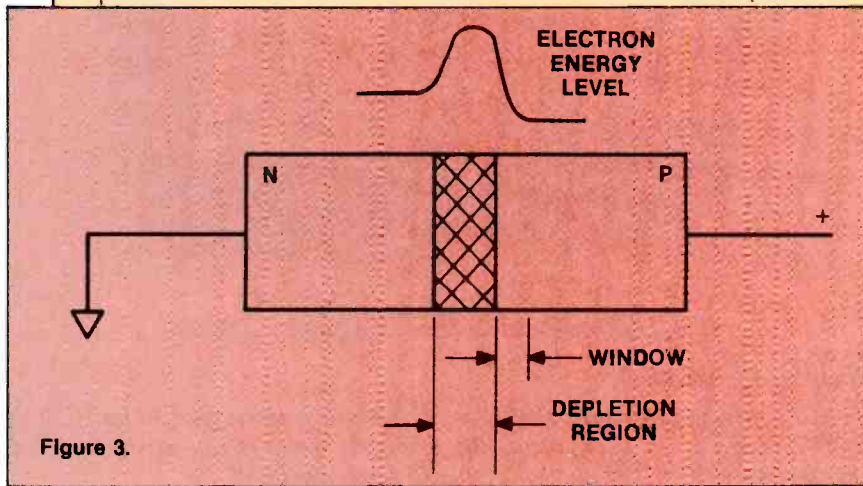 ELECTRON
ENERGY
LEVEL
N
P
+
WINDOW
DEPLETION
REGION
Figure 3.